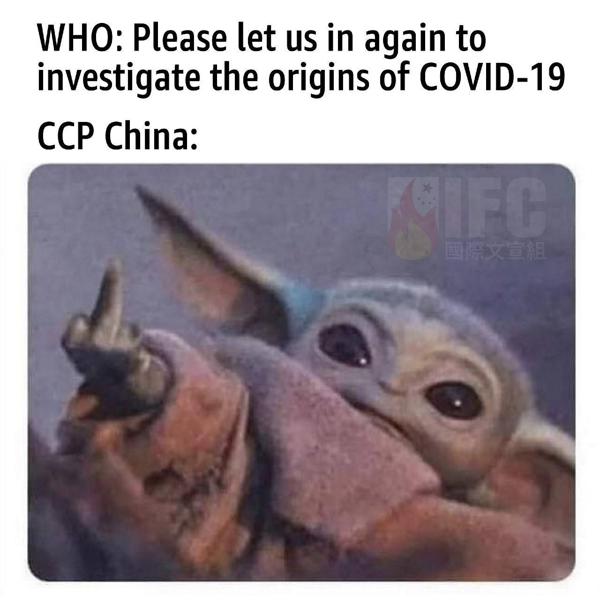 WHO: Please let us in again to
investigate the origins of COVID-19
CCP China:
IFC
國際文宣組